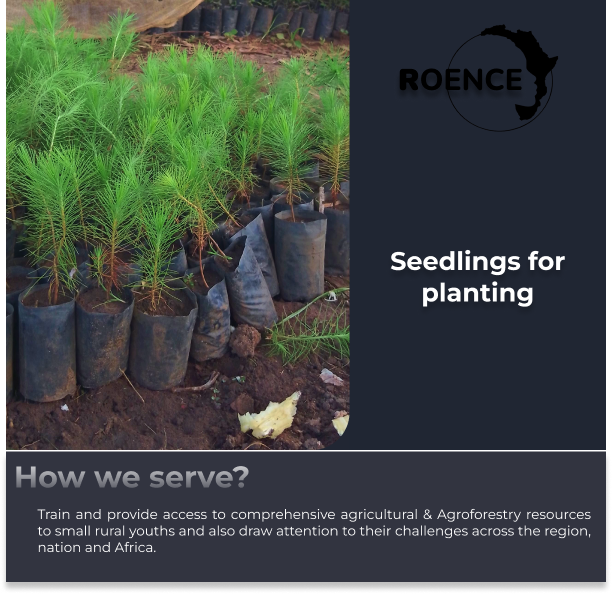 ROENCE
Seedlings for
planting
How we serve?
Train and provide access to comprehensive agricultural & Agroforestry resources
to small rural youths and also draw attention to their challenges across the region,
nation and Africa.